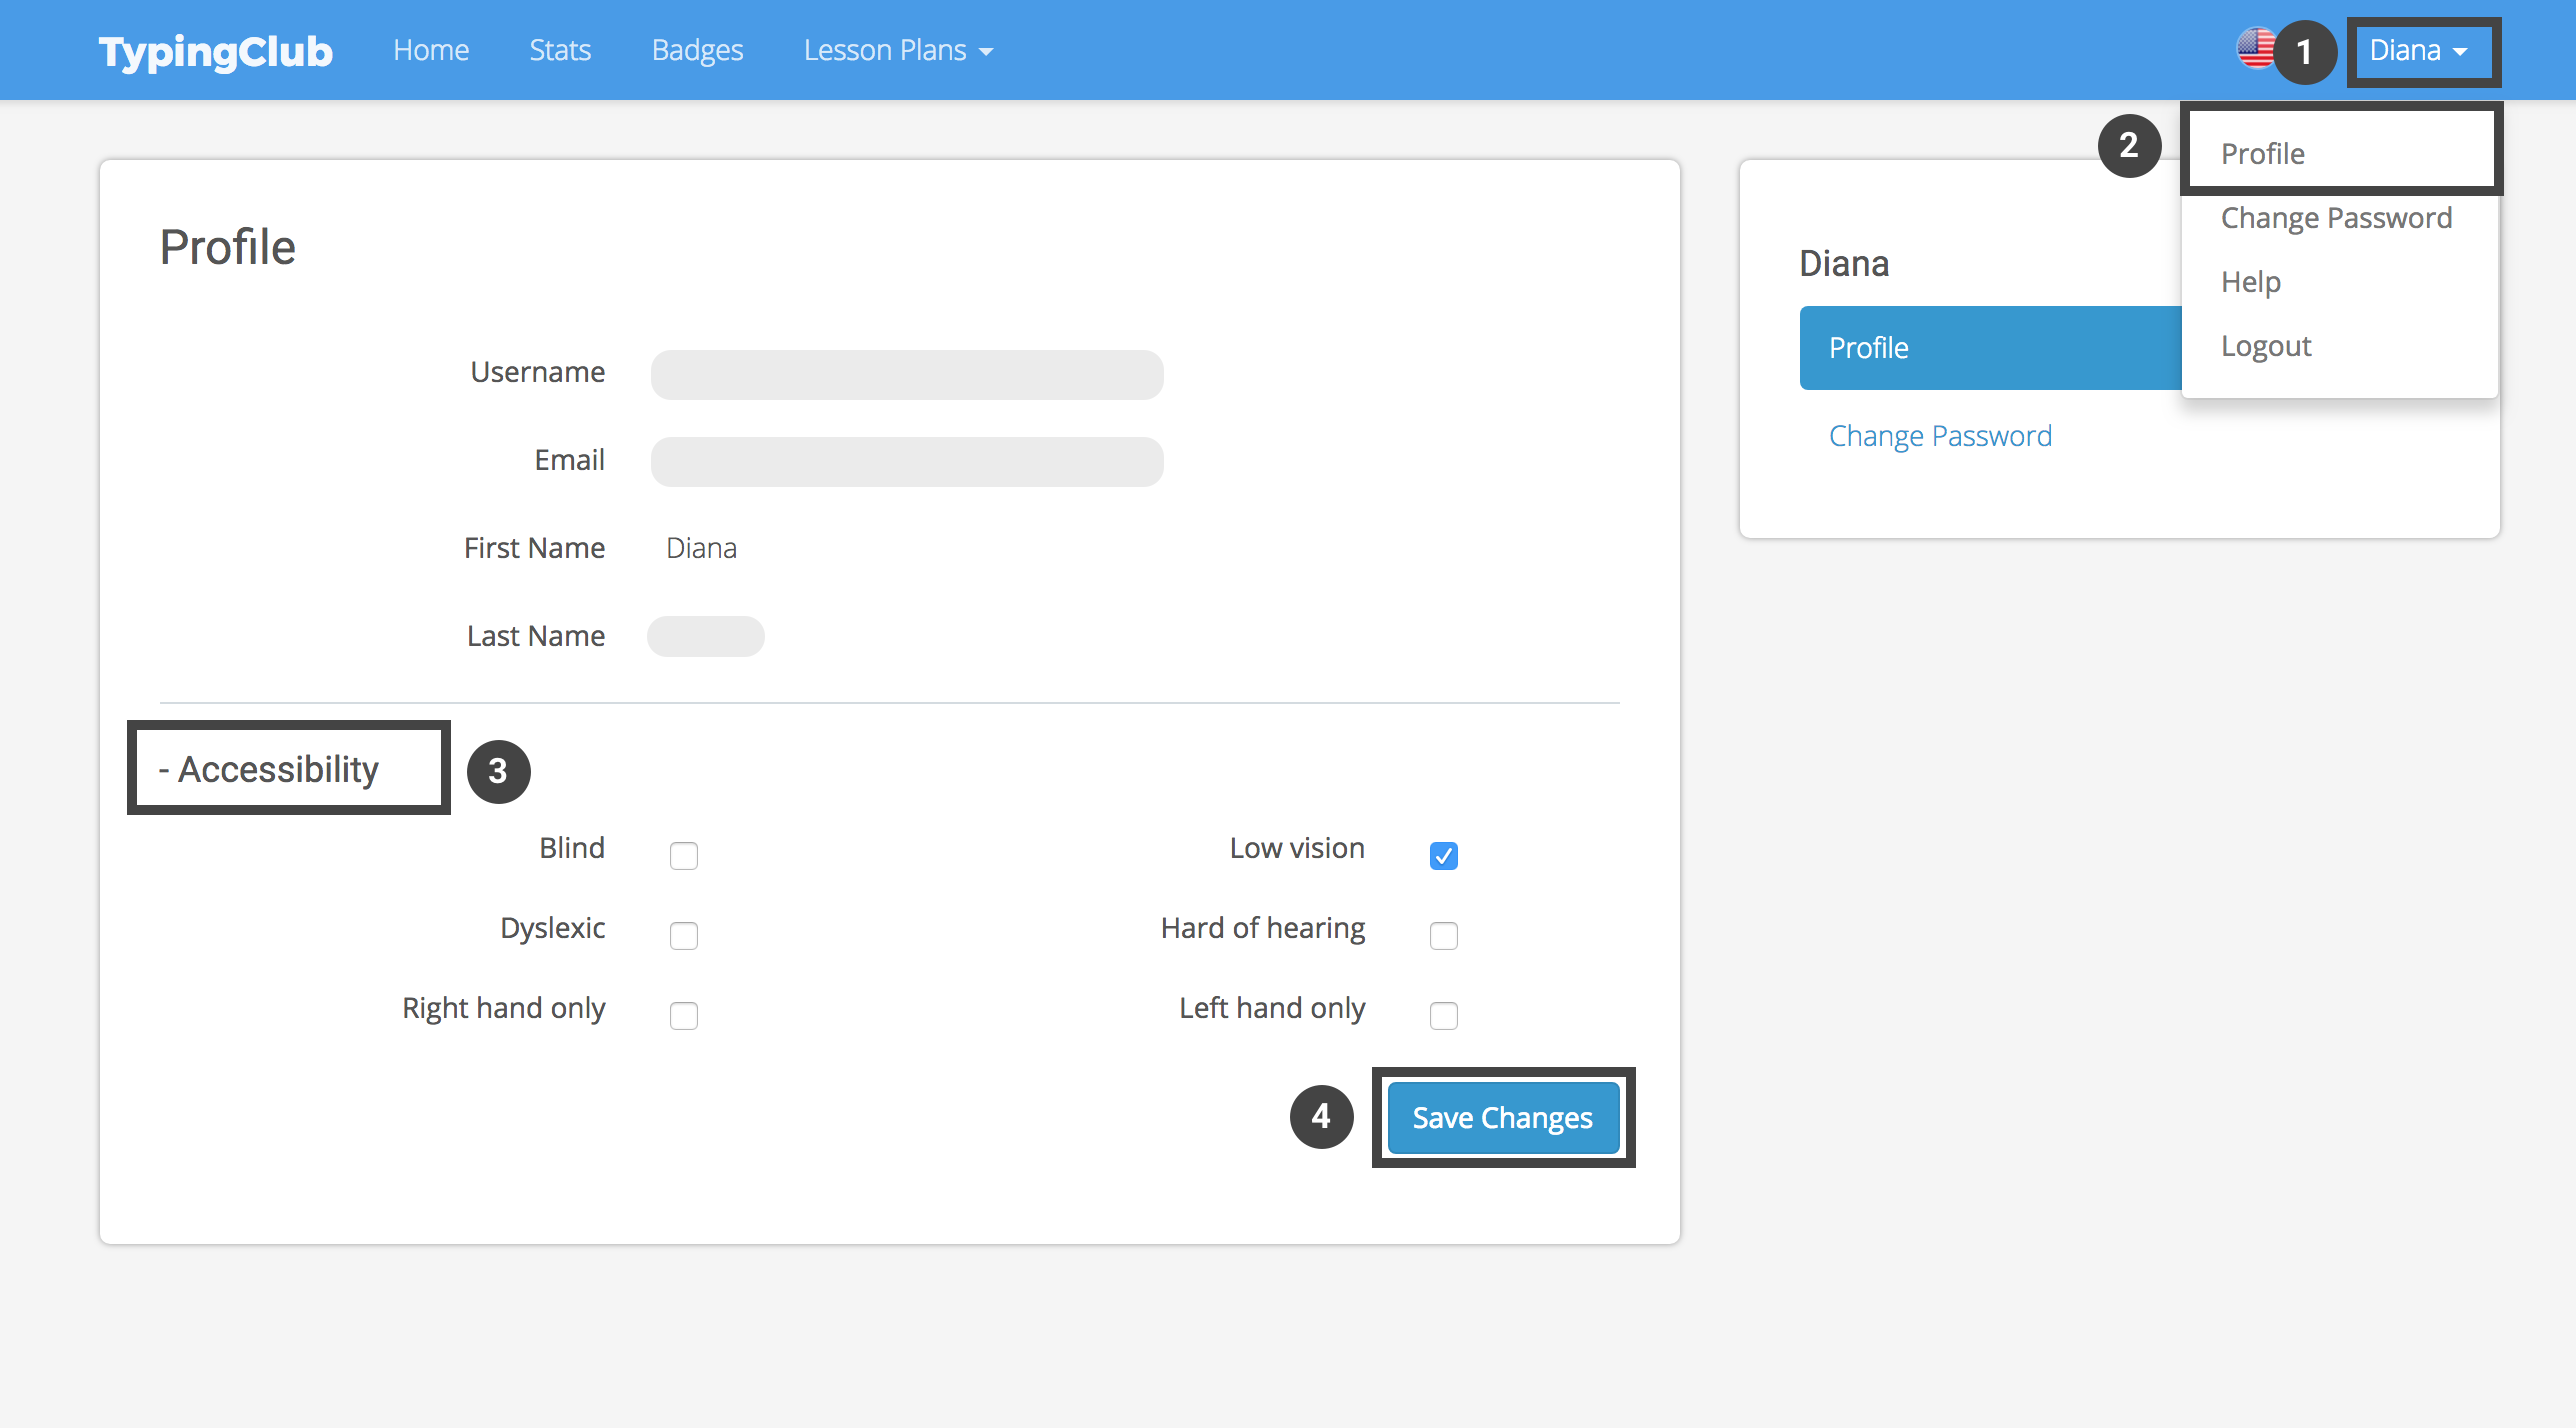 TypingClub Home Stats Badges Lesson Plans 1 Diana
2 Profile
Change Password
Help
Logout
Profile
Username
Email
First Name Diana
Last Name
- Accessibility 3
Blind Low vision
Dyslexic Hard of hearing
Right hand only Left hand only
4 Save Changes
Diana
Profile
Change Password